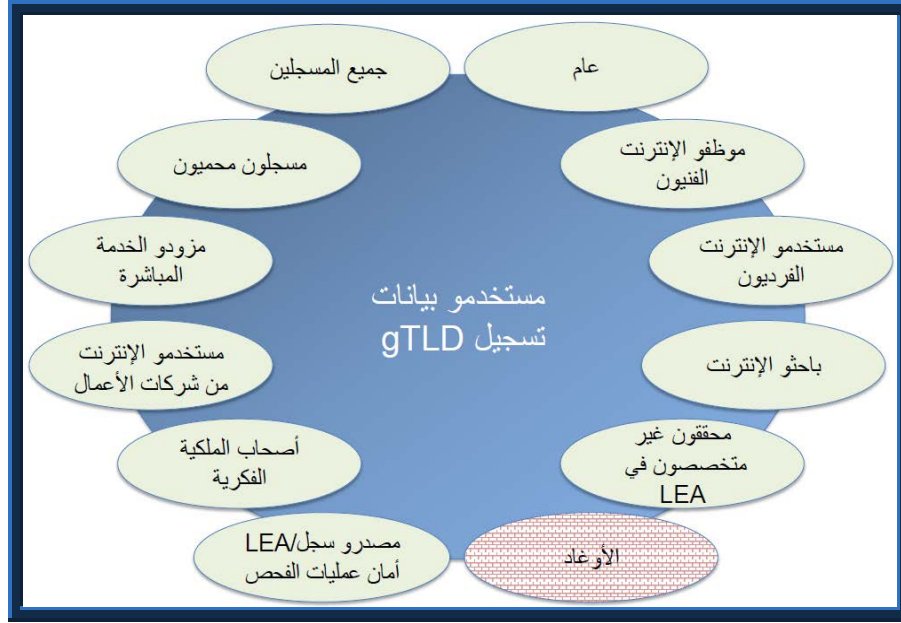 جميع المسجلين
عام
مسجلون محميون
موظفو الإنترنت
الفنيون
مزودو الخدمة
المباشرة
مستخدمو الإنترنت
الفرديون
مستخدمو بيانات
تسجيل gTLD
مستخدمو الإنترنت
من شركات الأعمال
باحثو الإنترنت
أصحاب الملكية
الفكرية
محققون غير
متخصصون في
LEA
مصدرو سجل/LEA
أمان عمليات الفحص
الأوغاد